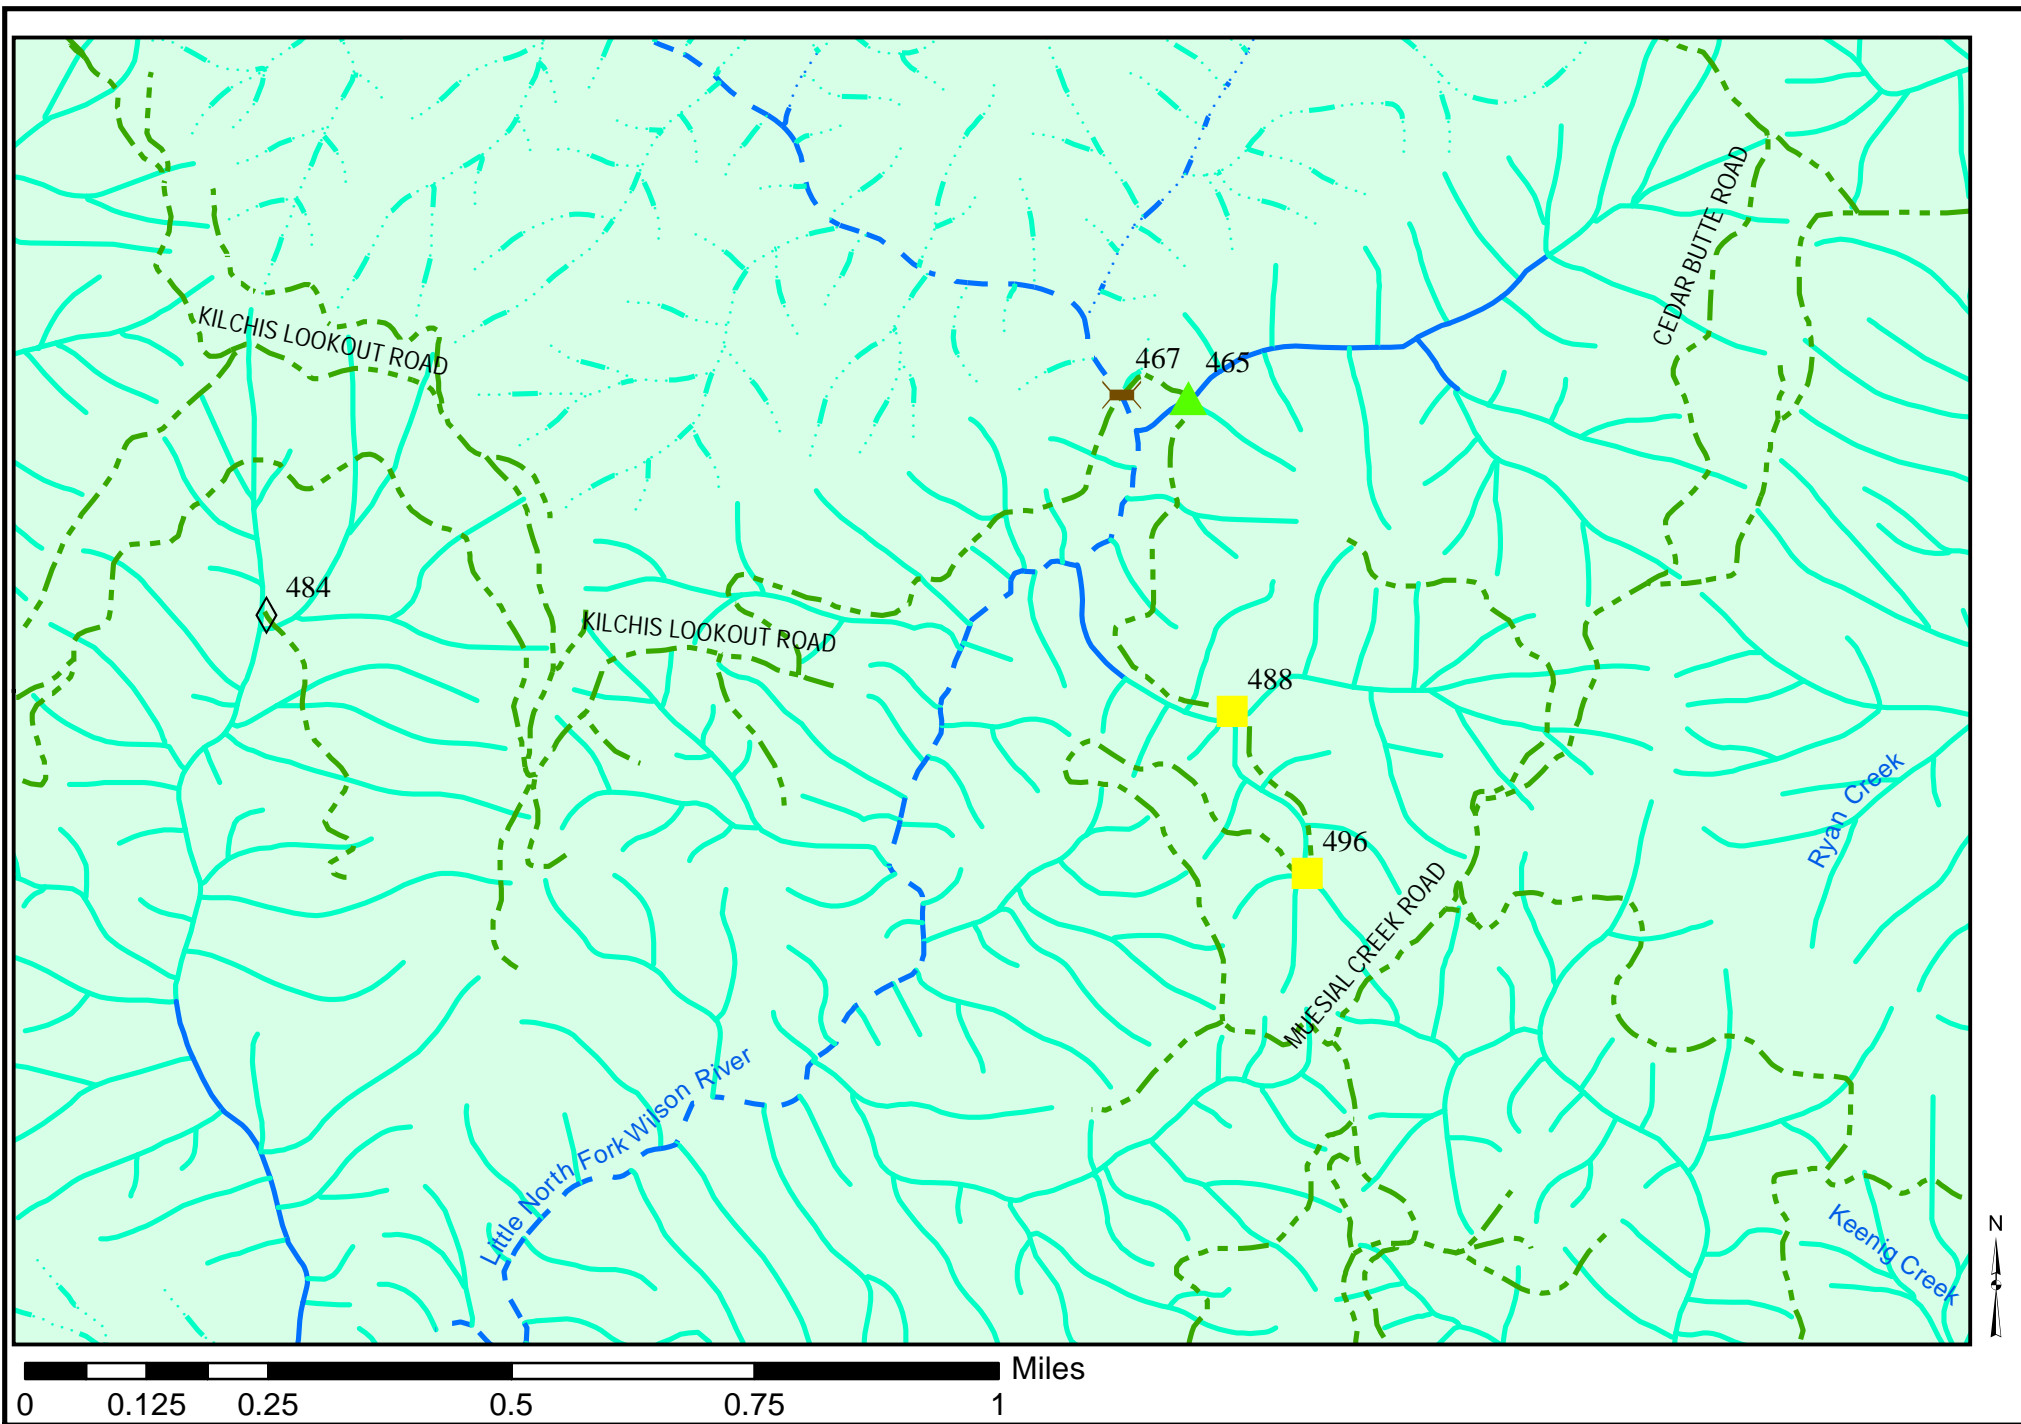 CEDAR BUTTE ROAD
KILCHIS LOOKOUT ROAD
467
465
484
KILCHIS LOOKOUT ROAD
488
496
Ryan Creek
MUESIAL CREEK ROAD
Little North Fork Wilson River
Keenig Creek
N
Miles
0 0.125 0.25 0.5 0.75 1